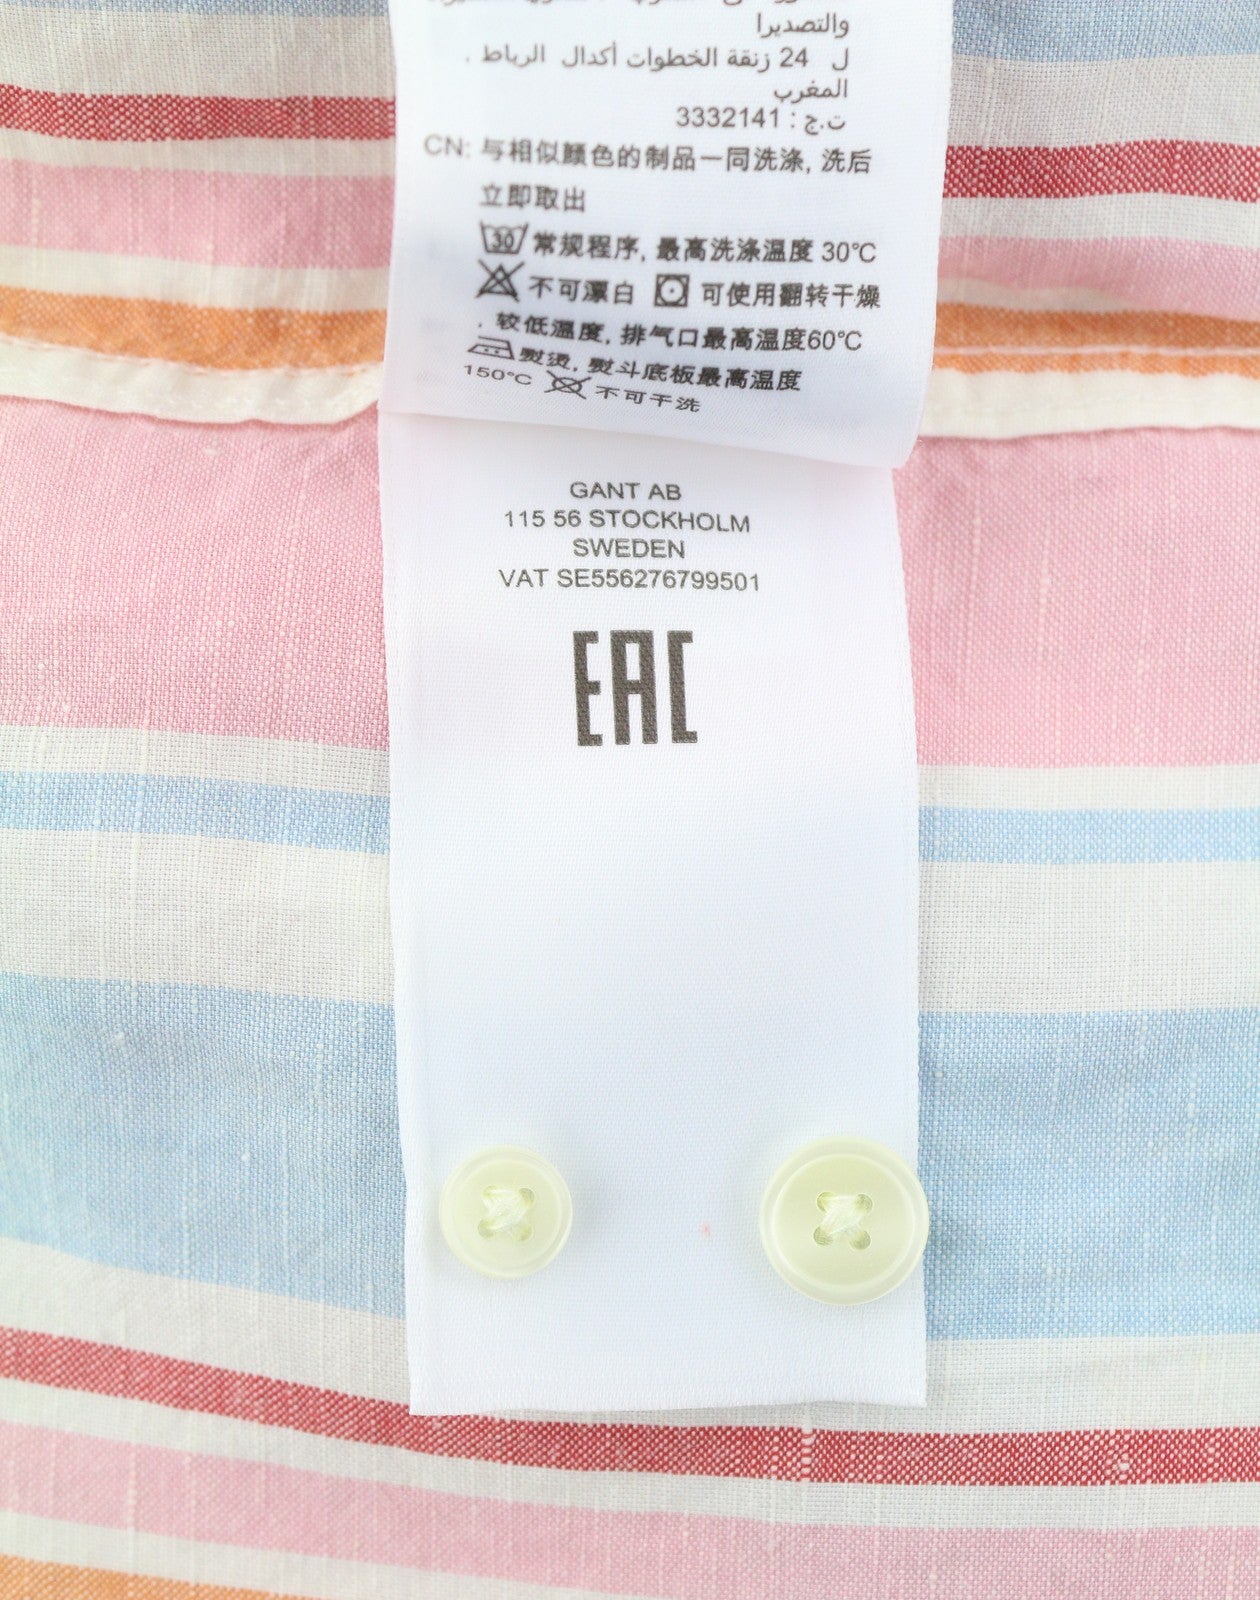 والتصديرا
ل 24 زنقة الخطوات أكدال الرباط .
المغرب
ت.ج : 3332141
CN: 与相似颜色的制品一同洗涤, 洗后
立即取出
30 常规程序, 最高洗涤温度 30°C
不可漂白 可使用翻转干燥
. 较低温度, 排气口最高温度60°C
熨烫, 熨斗底板最高温度
150°C 不可干洗
GANT AB
115 56 STOCKHOLM
SWEDEN
VAT SE556276799501
EAC